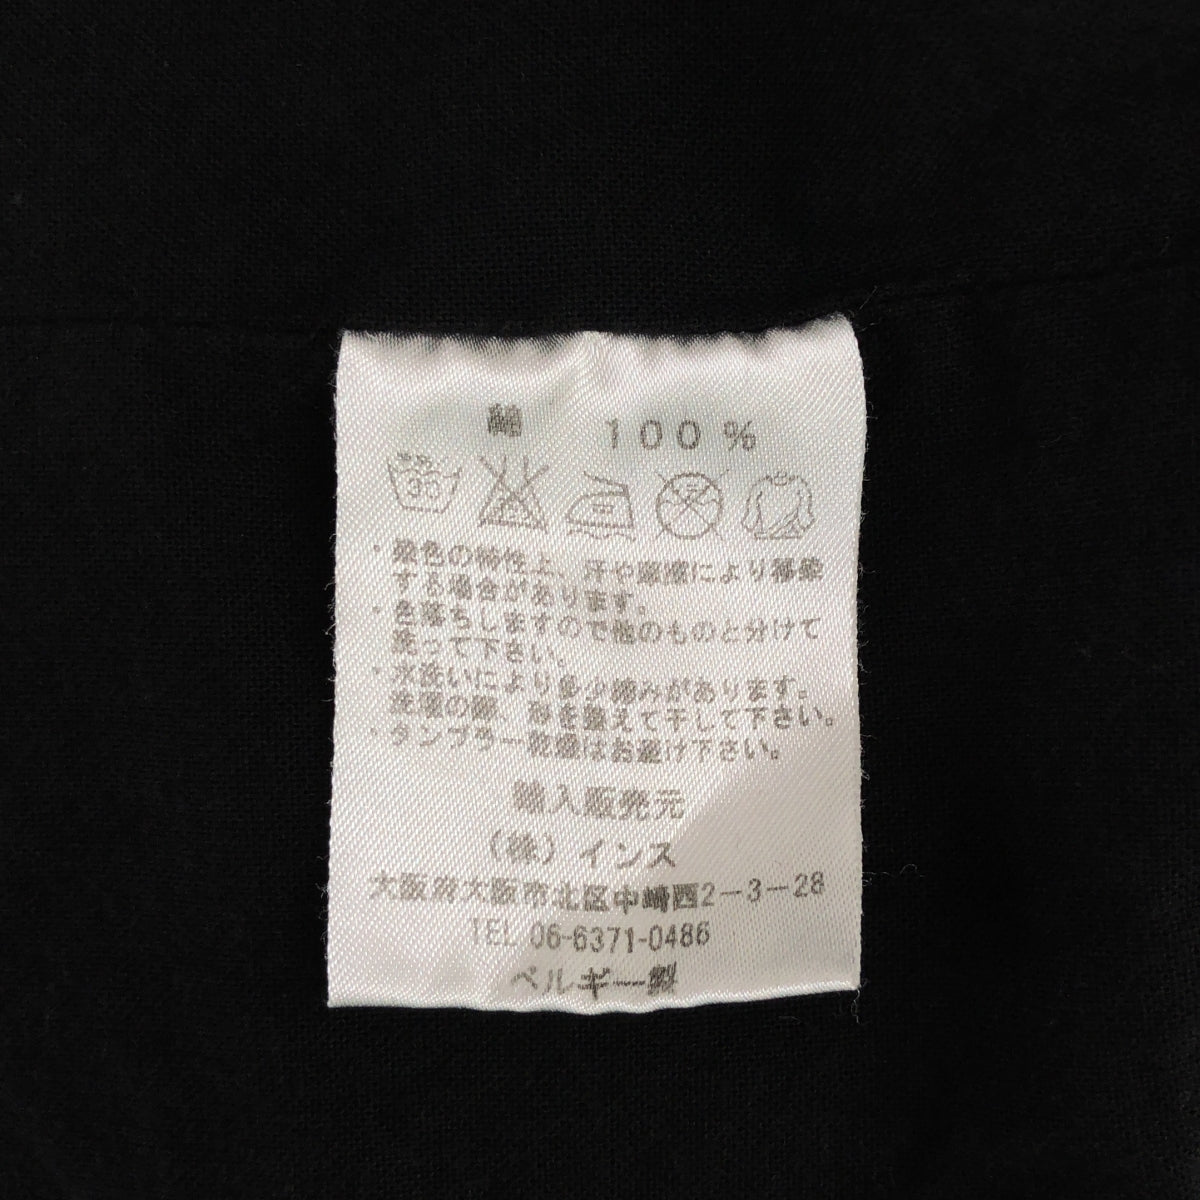 綿 100%
手洗イ 30
・染色の特性上、汗や湿度により移染
する場合があります。
・色落ちしますので他のものと分けて
洗って下さい。
・水洗いにより多少縮みがあります。
洗濯の際、形を整えて干して下さい。
・タンブラー乾燥はお避け下さい。
輸入販売元
(株)インス
大阪府大阪市北区中崎西2-3-28
TEL 06-6371-0486
ベルギー製